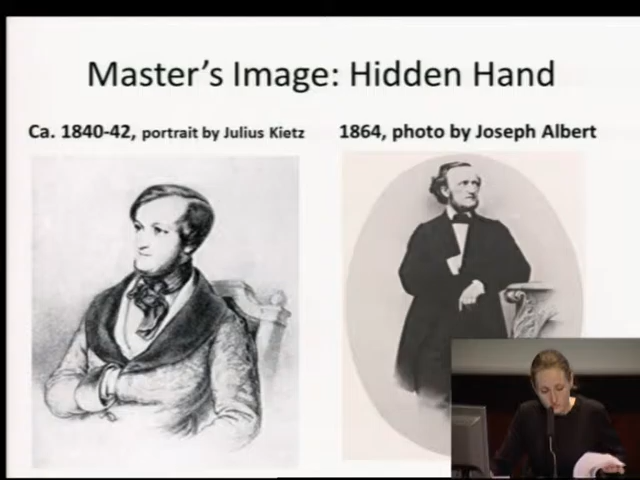 Master's Image: Hidden Hand
Ca. 1840-42, portrait by Julius Kietz
1864, photo by Joseph Albert